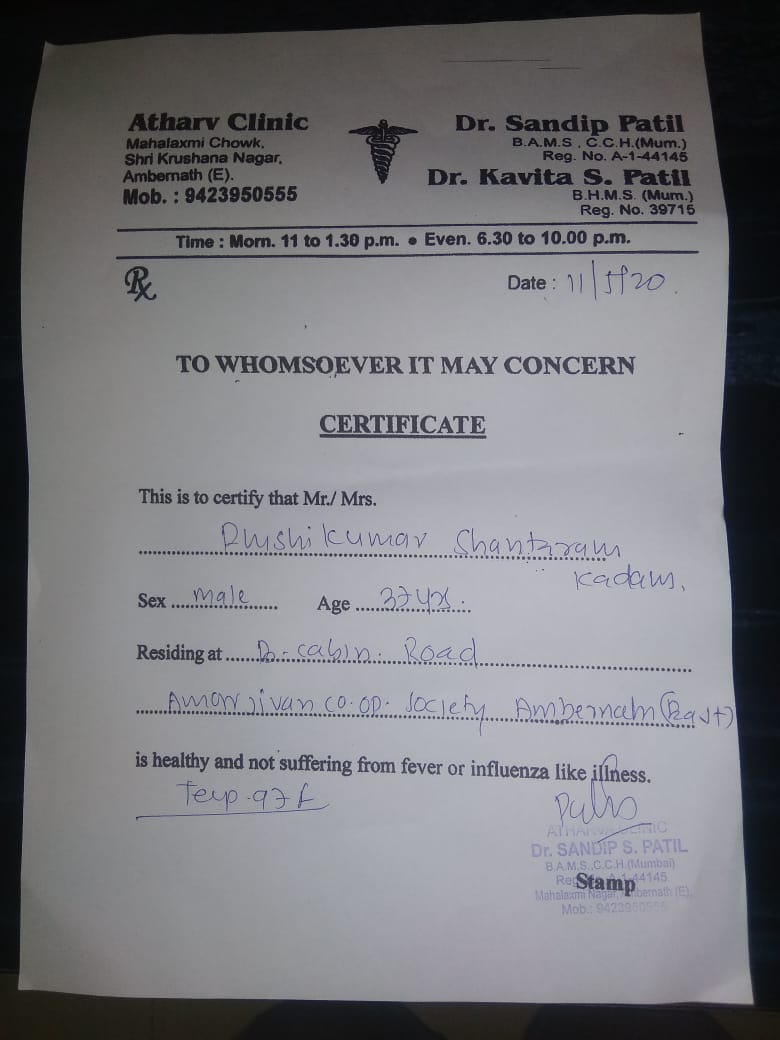 Atharv Clinic
Mahalaxmi Chowk,
Shri Krushana Nagar,
Ambernath (E).
Mob. : 9423950555
Dr. Sandip Patil
B.A.M.S , C.C.H.(Mum.)
Reg. No. A-1-44145
Dr. Kavita S. Patil
B.H.M.S. (Mum.)
Reg. No. 39715
Time : Morn. 11 to 1.30 p.m. ● Even. 6.30 to 10.00 p.m.
Rx
Date : 11/5/20.
TO WHOMSOEVER IT MAY CONCERN
CERTIFICATE
This is to certify that Mr./ Mrs.
Shantaram
Kadam.
Sex male Age 37 yrs.
Residing at B-cabin. Road
Co.op. Society Ambernath (East)
is healthy and not suffering from fever or influenza like illness.
Temp. 97 F
ATHARVA CLINIC
Dr. SANDIP S. PATIL
B.A.M.S.,C.C.H.(Mumbai)
Reg. A-1-44145
Stamp
Mahalaxmi Nagar, Ambernath (E).
Mob.: 9423950555